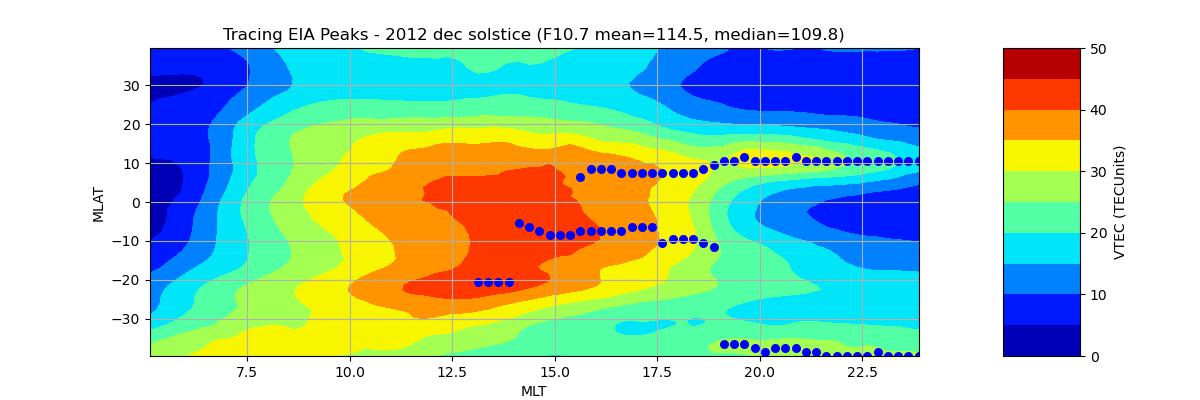 Tracing EIA Peaks - 2012 dec solstice (F10.7 mean=114.5, median=109.8)
30
20
10
0
−10
−20
−30
MLAT
7.5 10.0 12.5 15.0 17.5 20.0 22.5
MLT
50
40
30
20
10
0
VTEC (TECUnits)